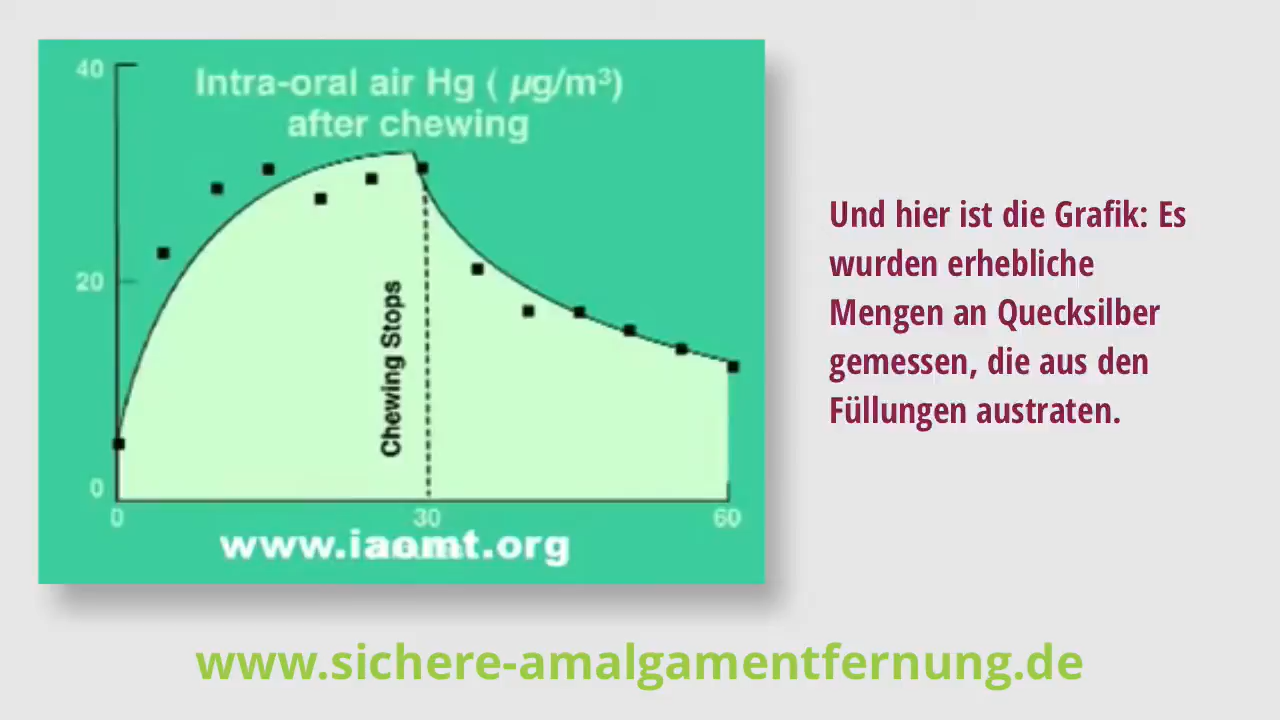 40
Intra-oral air Hg ( µg/m³)
after chewing
20
Chewing Stops
0
0 30 60
www.iaomt.org
Und hier ist die Grafik: Es
wurden erhebliche
Mengen an Quecksilber
gemessen, die aus den
Füllungen austraten.
www.sichere-amalgamentfernung.de